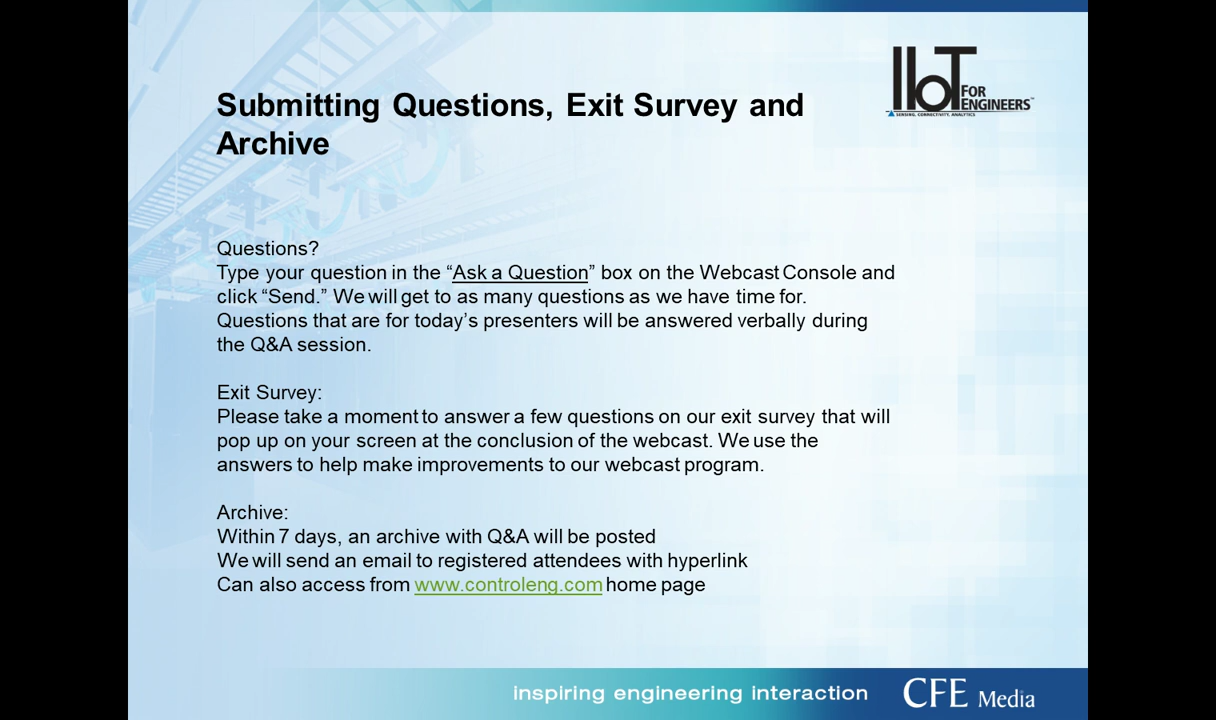 IIoT FOR ENGINEERS™
SENSING, CONNECTIVITY, ANALYTICS
Submitting Questions, Exit Survey and
Archive
Questions?
Type your question in the “Ask a Question” box on the Webcast Console and
click “Send.” We will get to as many questions as we have time for.
Questions that are for today’s presenters will be answered verbally during
the Q&A session.
Exit Survey:
Please take a moment to answer a few questions on our exit survey that will
pop up on your screen at the conclusion of the webcast. We use the
answers to help make improvements to our webcast program.
Archive:
Within 7 days, an archive with Q&A will be posted
We will send an email to registered attendees with hyperlink
Can also access from www.controleng.com home page
inspiring engineering interaction
CFE Media